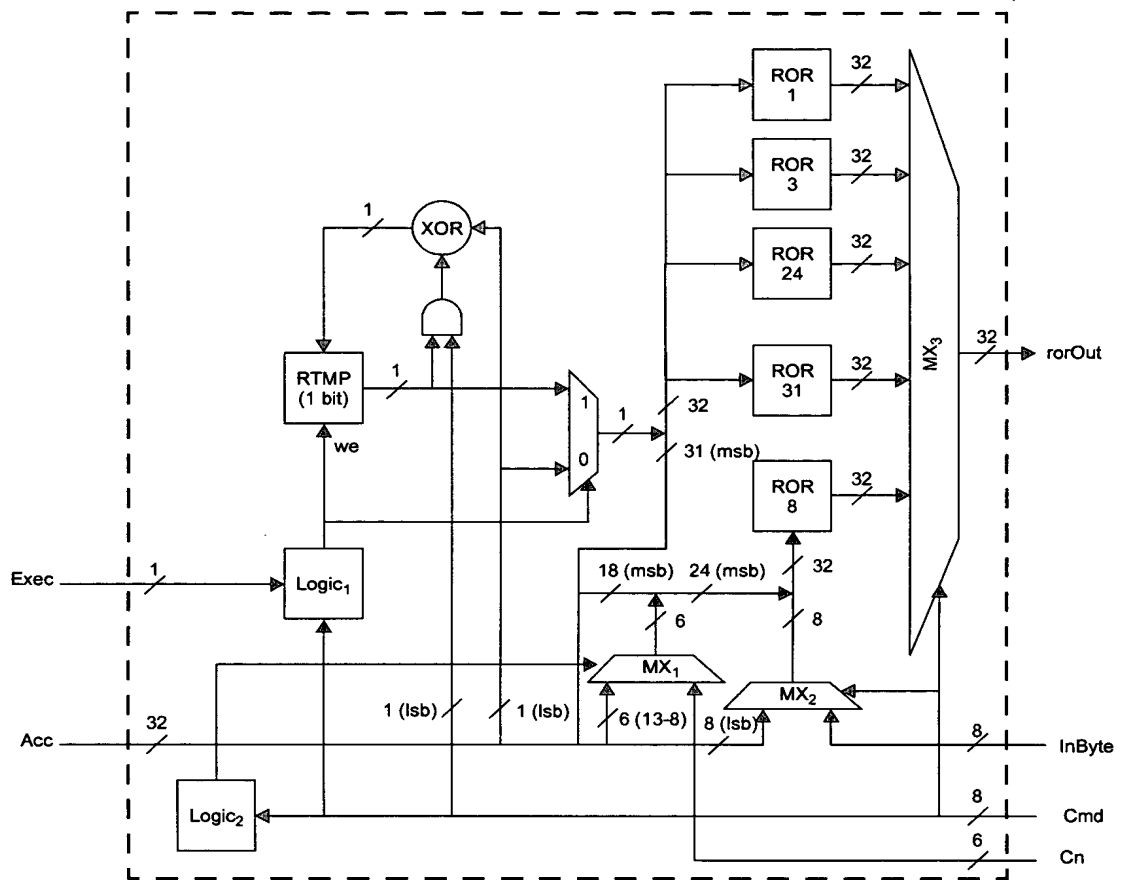 ROR
1
32
ROR
3
32
ROR
24
32
ROR
31
32
ROR
8
32
MX3
32
rorOut
1
XOR
RTMP
(1 bit)
1
we
1
0
1
32
31 (msb)
Exec
1
Logic1
18 (msb)
24 (msb)
32
6
8
MX1
MX2
1 (lsb)
1 (lsb)
6 (13-8)
8 (lsb)
Acc
32
8
InByte
Logic2
8
Cmd
6
Cn